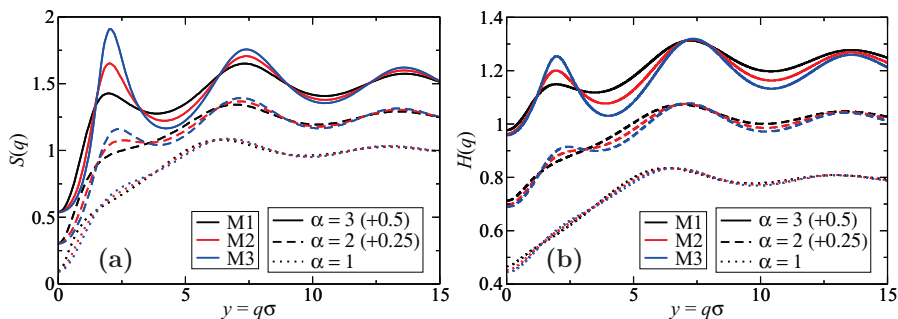 2
1.5
1
0.5
0
S(q)
0
5
10
15
y = qσ
(a)
M1
M2
M3
α = 3 (+0.5)
α = 2 (+0.25)
α = 1
1.4
1.2
1
0.8
0.6
0.4
H(q)
0
5
10
15
y = qσ
(b)
M1
M2
M3
α = 3 (+0.5)
α = 2 (+0.25)
α = 1